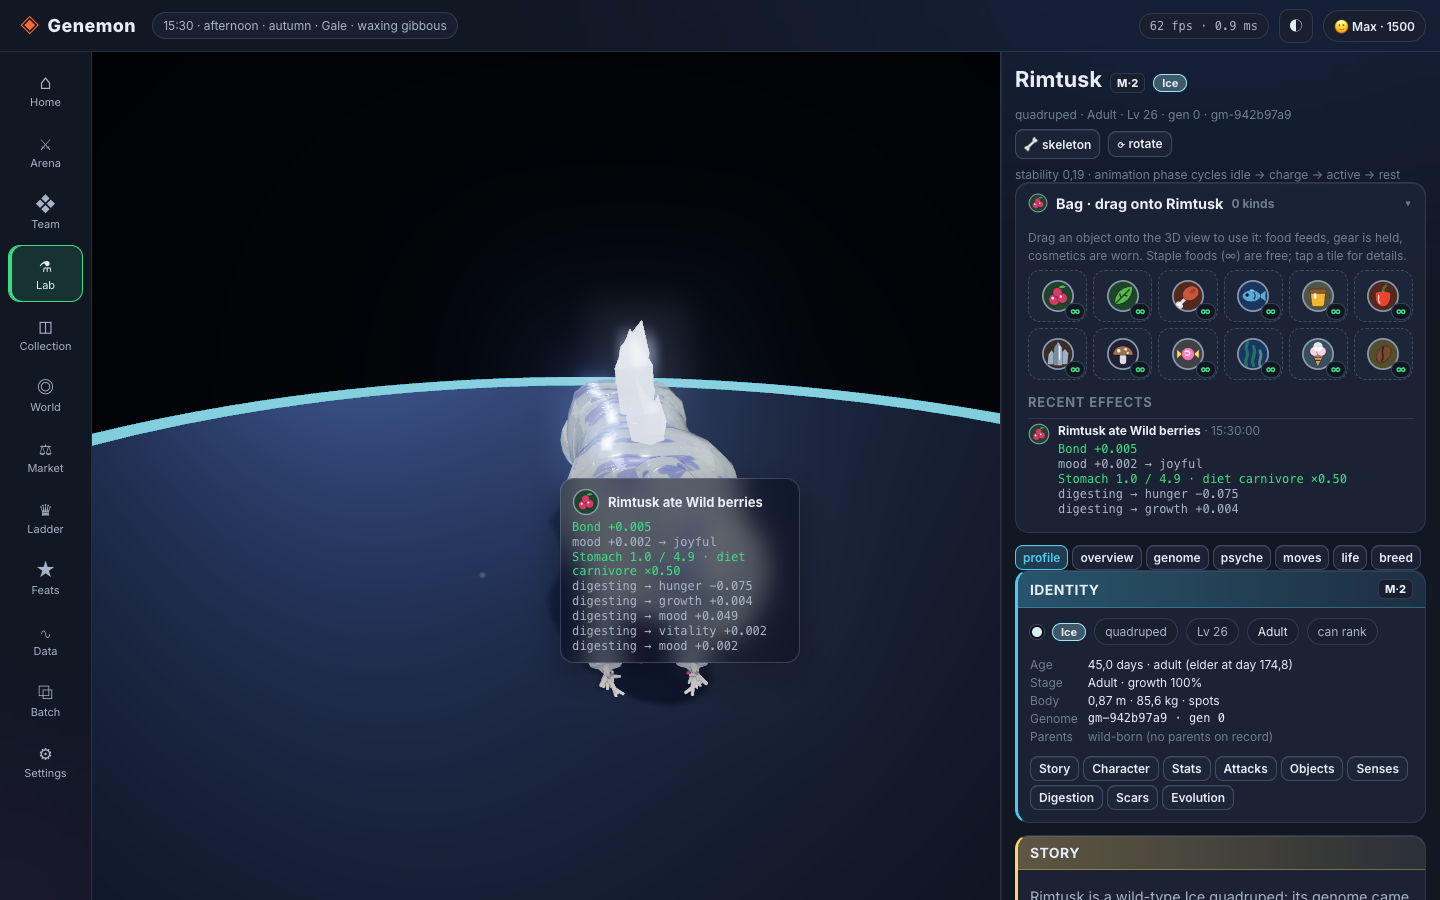 Genemon
15:30 · afternoon · autumn · Gale · waxing gibbous
62 fps · 0.9 ms
Max · 1500
Home
Arena
Team
Lab
Collection
World
Market
Ladder
Feats
Data
Batch
Settings
Rimtusk ate Wild berries
Bond +0.005
mood +0.002 → joyful
Stomach 1.0 / 4.9 · diet
carnivore ×0.50
digesting → hunger −0.075
digesting → growth +0.004
digesting → mood +0.049
digesting → vitality +0.002
digesting → mood +0.002
Rimtusk M·2 Ice
quadruped · Adult · Lv 26 · gen 0 · gm-942b97a9
skeleton
rotate
stability 0,19 · animation phase cycles idle → charge → active → rest
Bag · drag onto Rimtusk 0 kinds
Drag an object onto the 3D view to use it: food feeds, gear is held,
cosmetics are worn. Staple foods (∞) are free; tap a tile for details.
∞ ∞ ∞ ∞ ∞ ∞
∞ ∞ ∞ ∞ ∞ ∞
RECENT EFFECTS
Rimtusk ate Wild berries · 15:30:00
Bond +0.005
mood +0.002 → joyful
Stomach 1.0 / 4.9 · diet carnivore ×0.50
digesting → hunger −0.075
digesting → growth +0.004
profile overview genome psyche moves life breed
IDENTITY M·2
Ice quadruped Lv 26 Adult can rank
Age 45,0 days · adult (elder at day 174,8)
Stage Adult · growth 100%
Body 0,87 m · 85,6 kg · spots
Genome gm-942b97a9 · gen 0
Parents wild-born (no parents on record)
Story Character Stats Attacks Objects Senses
Digestion Scars Evolution
STORY
Rimtusk is a wild-type Ice quadruped: its genome came